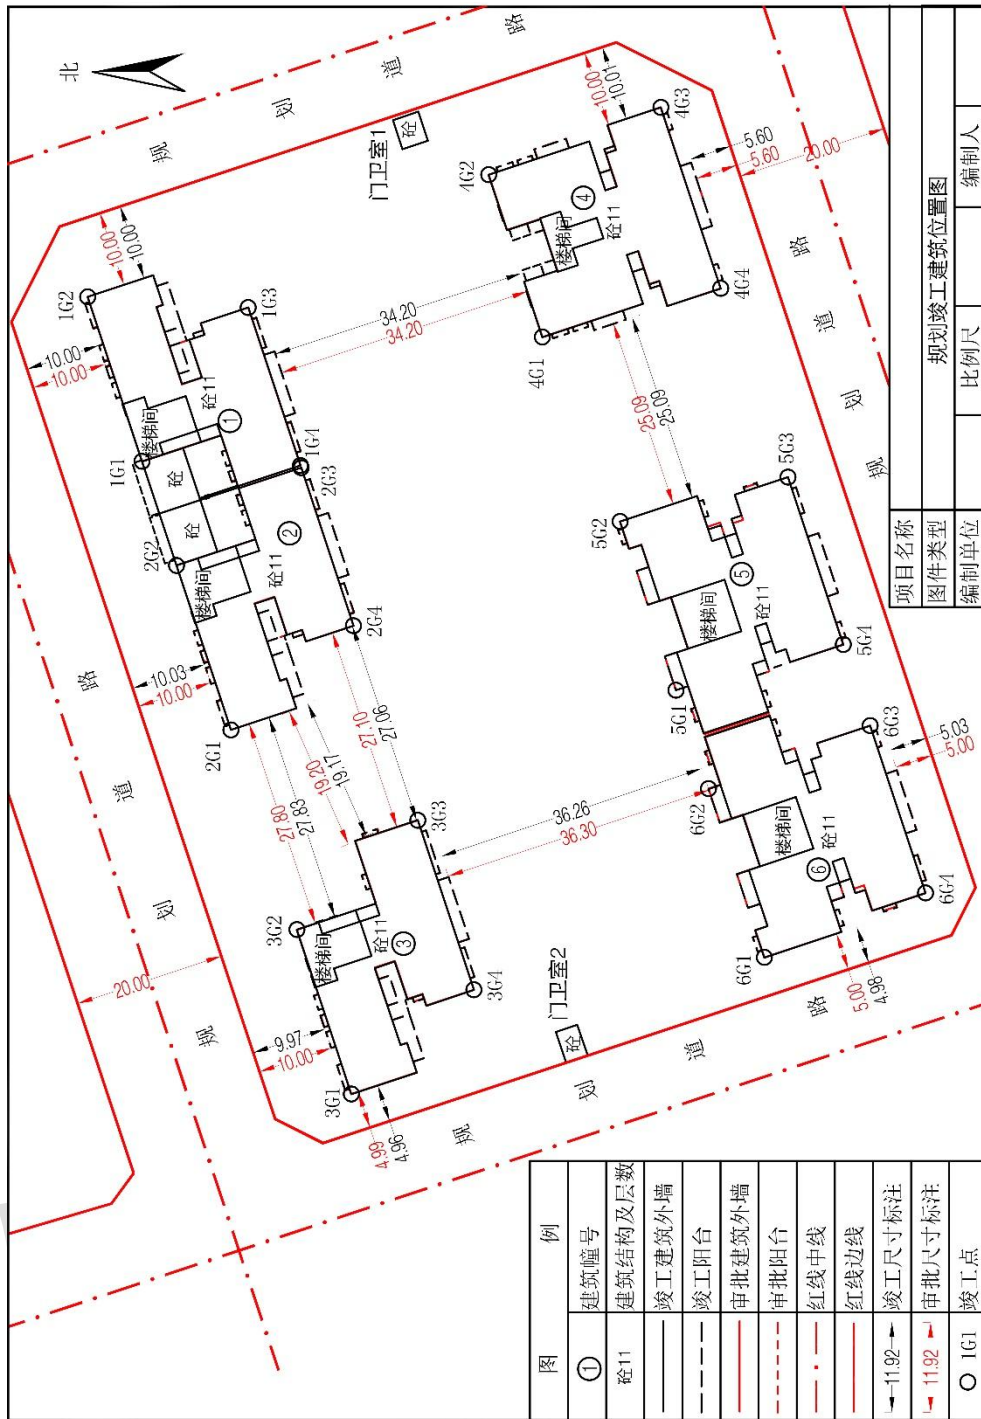 北
规划道路
规划道路
规划道路
规划道路
20.00
20.00
门卫室1
砼
门卫室2
砼
1G1
1G2
1G3
1G4
楼梯间
砼11
①
砼
10.00
10.00
10.00
10.00
2G1
2G2
2G3
2G4
楼梯间
砼11
②
砼
10.03
10.00
3G1
3G2
3G3
3G4
楼梯间
砼11
③
9.97
10.00
4.99
4.96
27.80
27.83
19.20
19.17
27.10
27.06
34.20
34.20
4G1
4G2
4G3
4G4
楼梯间
砼11
④
10.00
10.01
5.60
5.60
25.09
25.09
5G1
5G2
5G3
5G4
楼梯间
砼11
⑤
36.26
36.30
6G1
6G2
6G3
6G4
楼梯间
砼11
⑥
5.03
5.00
5.00
4.98
图例
① 建筑幢号
砼11 建筑结构及层数
竣工建筑外墙
竣工阳台
审批建筑外墙
审批阳台
红线中线
红线边线
11.92 竣工尺寸标注
11.92 审批尺寸标注
1G1 竣工点
项目名称
图件类型 规划竣工建筑位置图
编制单位 比例尺 编制人